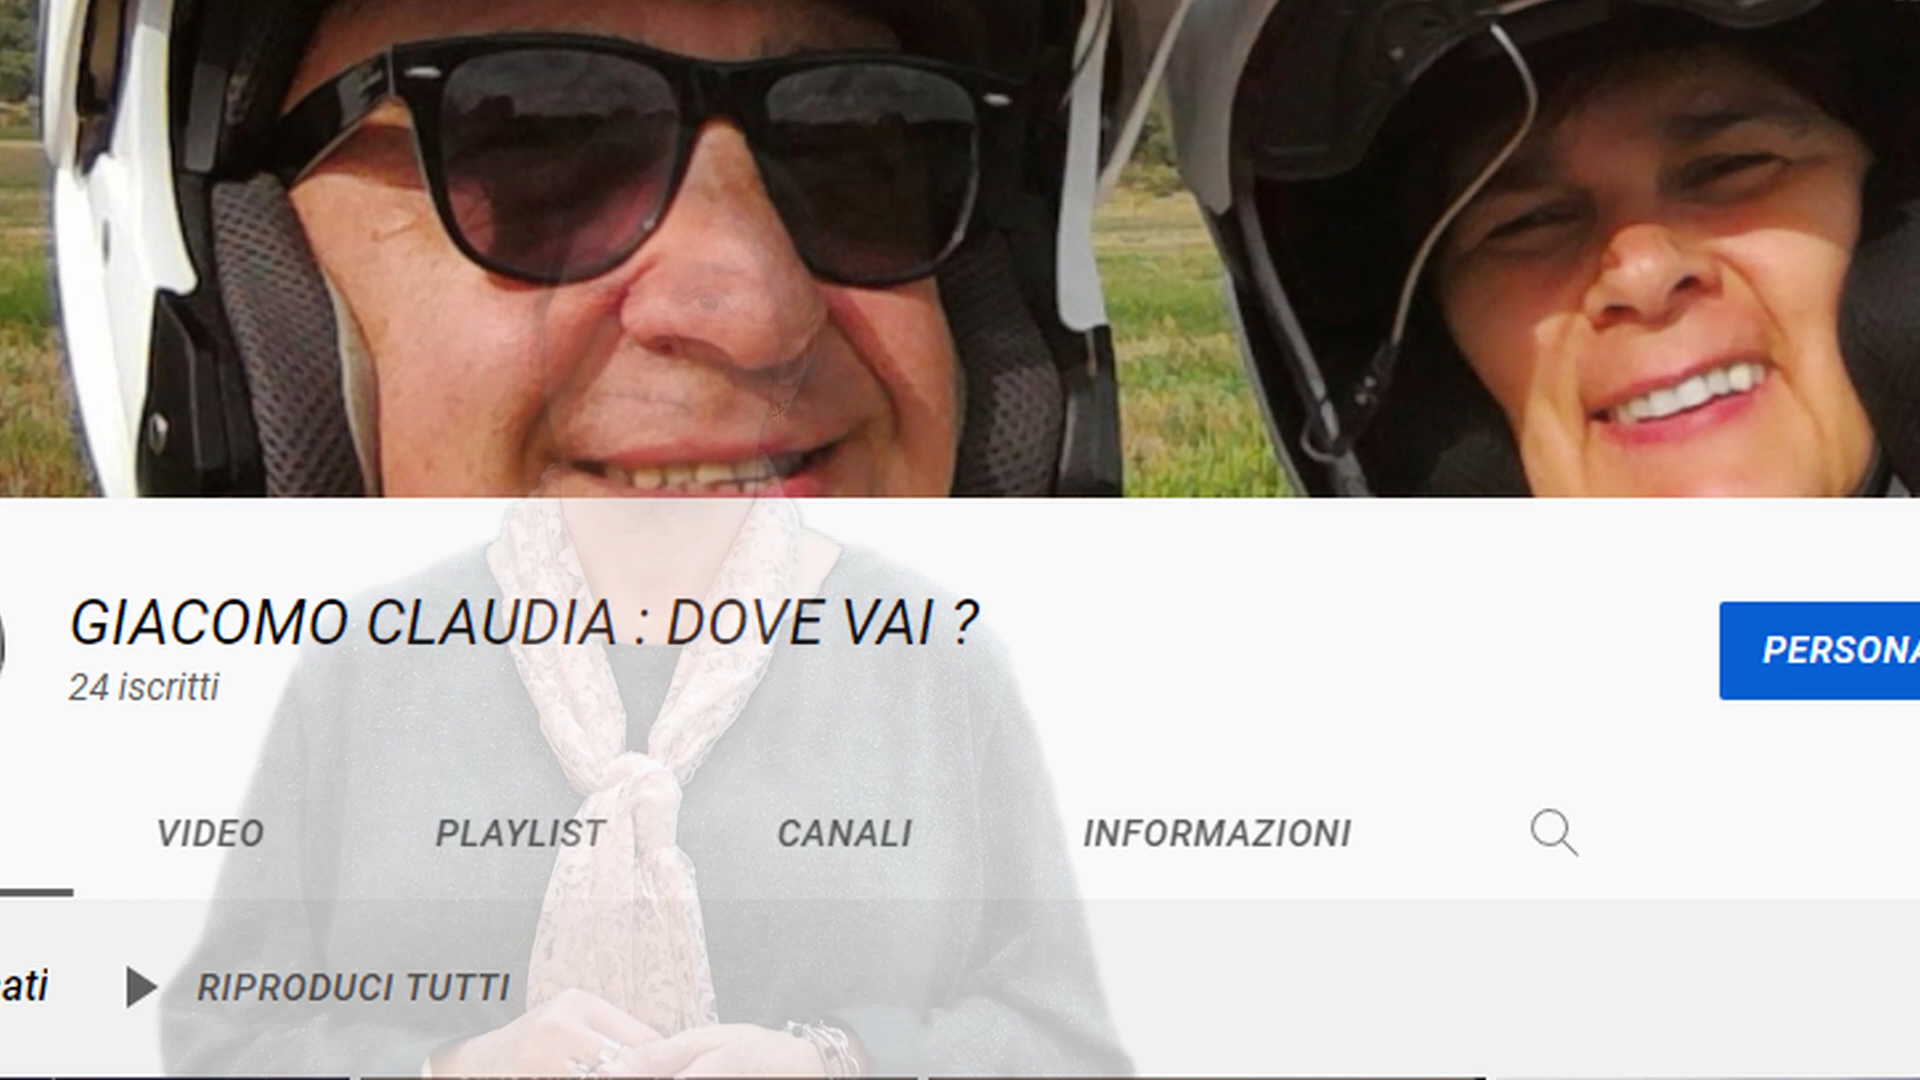 GIACOMO CLAUDIA : DOVE VAI ?
24 iscritti
PERSONA
VIDEO PLAYLIST CANALI INFORMAZIONI
ati RIPRODUCI TUTTI